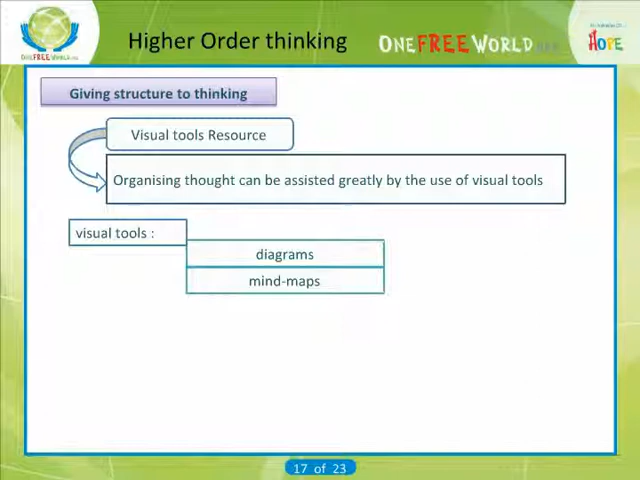 Higher Order thinking
ONEFREEWORLD
ONEFREEWORLD
HOPE
Giving structure to thinking
Visual tools Resource
Organising thought can be assisted greatly by the use of visual tools
visual tools :
diagrams
mind-maps
17 of 23